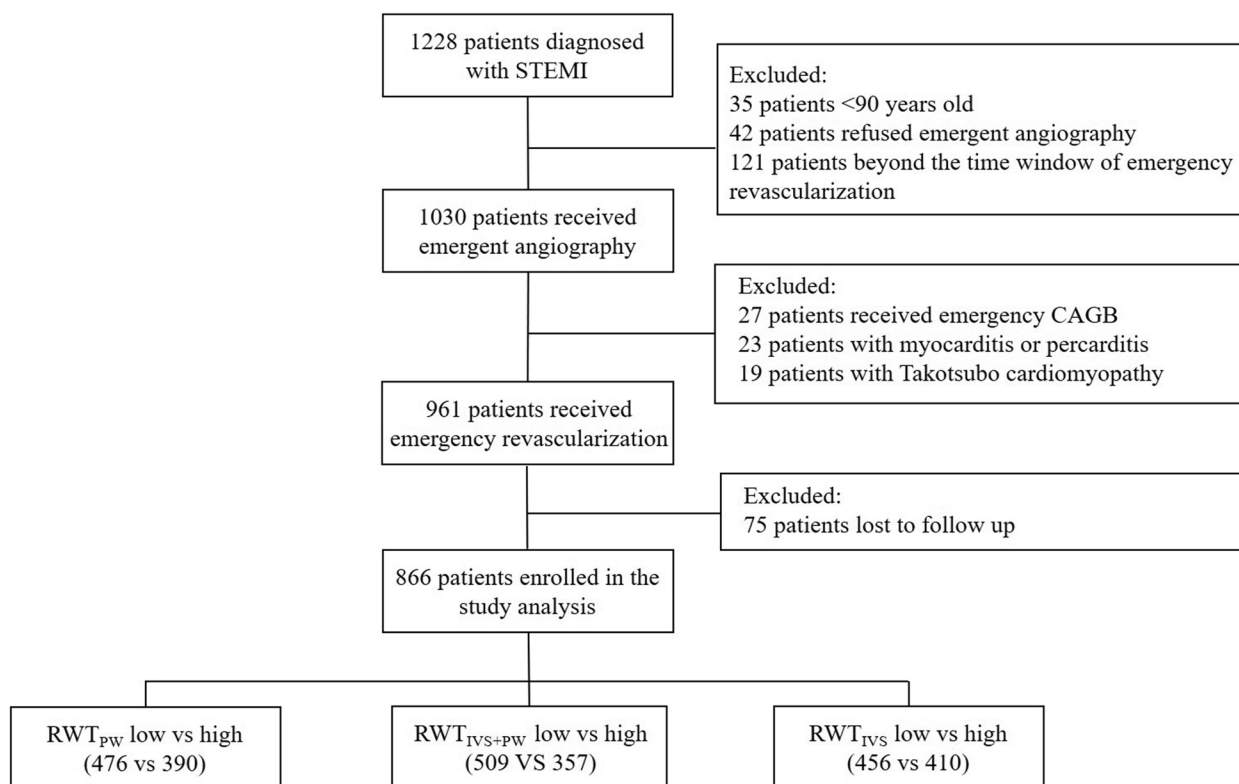 1228 patients diagnosed
with STEMI
Excluded:
35 patients <90 years old
42 patients refused emergent angiography
121 patients beyond the time window of emergency
revascularization
1030 patients received
emergent angiography
Excluded:
27 patients received emergency CAGB
23 patients with myocarditis or percarditis
19 patients with Takotsubo cardiomyopathy
961 patients received
emergency revascularization
Excluded:
75 patients lost to follow up
866 patients enrolled in the
study analysis
RWTPW low vs high
(476 vs 390)
RWTIVS+PW low vs high
(509 VS 357)
RWTIVS low vs high
(456 vs 410)